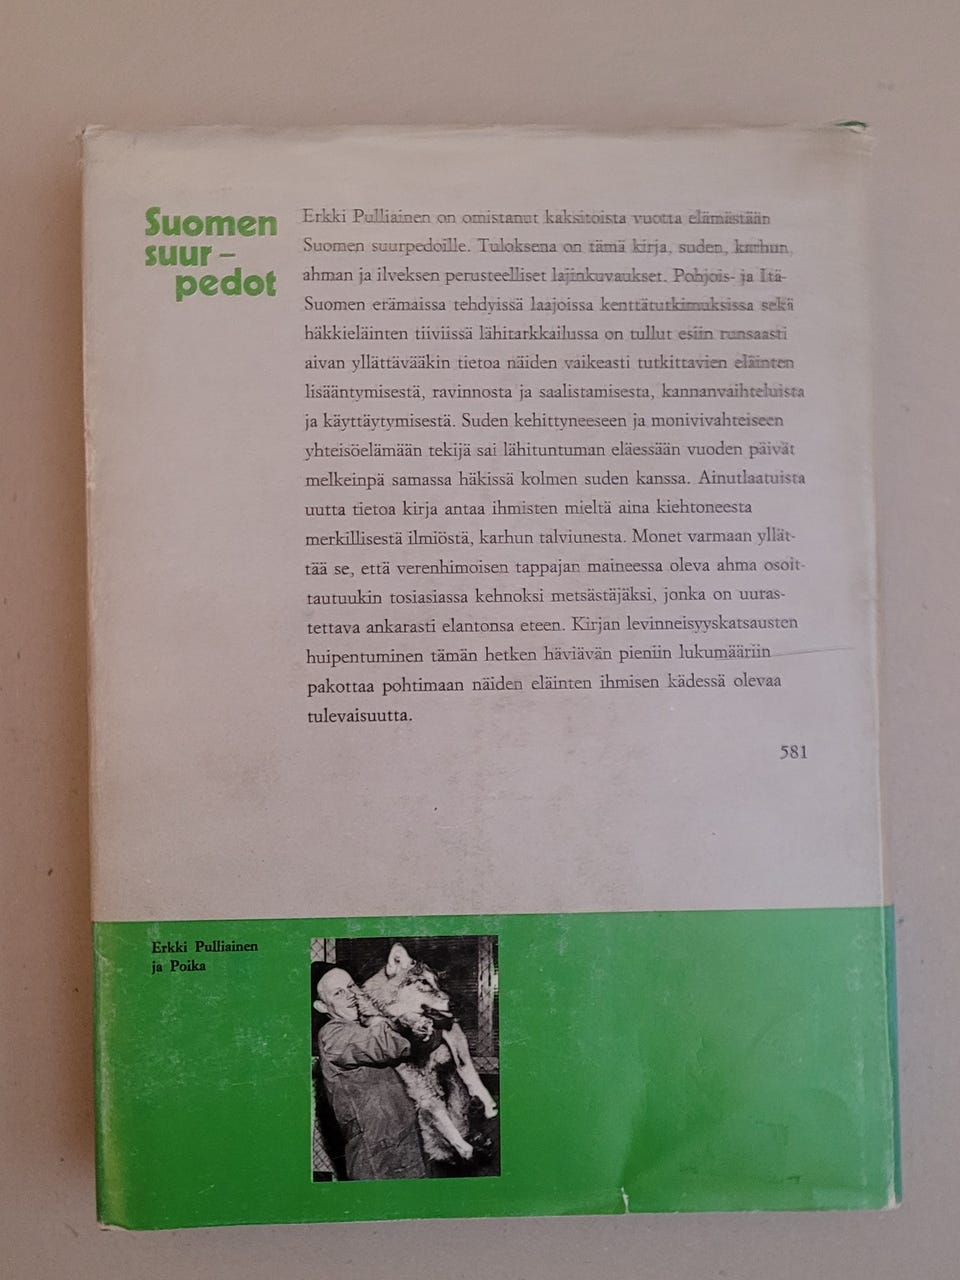 Suomen
suur-
pedot
Erkki Pulliainen on omistanut kaksitoista vuotta elämästään
Suomen suurpedoille. Tuloksena on tämä kirja, suden, karhun,
ahman ja ilveksen perusteelliset lajinkuvaukset. Pohjois- ja Itä-
Suomen erämaissa tehdyissä laajoissa kenttätutkimuksissa sekä
häkkieläinten tiiviissä lähitarkkailussa on tullut esiin runsaasti
aivan yllättävääkin tietoa näiden vaikeasti tutkittavien eläinten
lisääntymisestä, ravinnosta ja saalistamisesta, kannanvaihteluista
ja käyttäytymisestä. Suden kehittyneeseen ja monivivahteiseen
yhteisöelämään tekijä sai lähituntuman eläessään vuoden päivät
melkeinpä samassa häkissä kolmen suden kanssa. Ainutlaatuista
uutta tietoa kirja antaa ihmisten mieltä aina kiehtoneesta
merkillisestä ilmiöstä, karhun talviunesta. Monet varmaan yllät-
tää se, että verenhimoisen tappajan maineessa oleva ahma osoit-
tautuukin tosiasiassa kehnoksi metsästäjäksi, jonka on uuras-
tettava ankarasti elantonsa eteen. Kirjan levinneisyyskatsausten
huipentuminen tämän hetken häviävän pieniin lukumääriin
pakottaa pohtimaan näiden eläinten ihmisen kädessä olevaa
tulevaisuutta.
581
Erkki Pulliainen
ja Poika